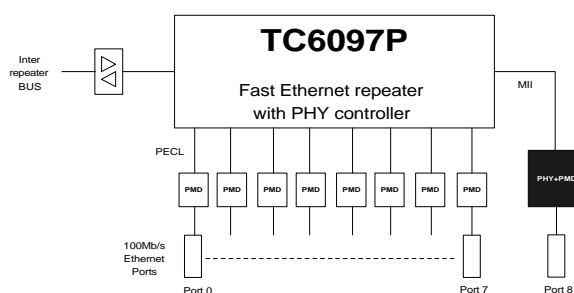 TC6097P
Inter
repeater
BUS
Fast Ethernet repeater
with PHY controller
MII
PECL
PMD PMD PMD PMD PMD PMD PMD PMD
PHY+PMD
100Mb/s
Ethernet
Ports
Port 0 Port 7 Port 8